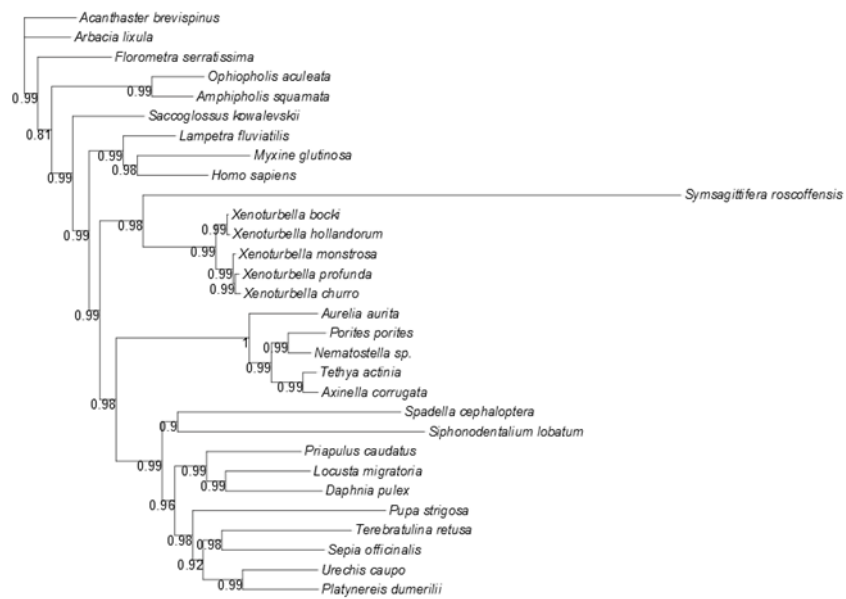 Acanthaster brevispinus
Arbacia lixula
Florometra serratissima
0.99
Ophiopholis aculeata
0.99
Amphipholis squamata
Saccoglossus kowalevskii
0.81
Lampetra fluviatilis
0.99
Myxine glutinosa
0.98
Homo sapiens
0.99
Symsagittifera roscoffensis
Xenoturbella bocki
0.98
0.99
Xenoturbella hollandorum
0.99
0.99
Xenoturbella monstrosa
0.99
Xenoturbella profunda
0.99
Xenoturbella churro
0.99
Aurelia aurita
Porites porites
1
0.99
Nematostella sp.
0.99
Tethya actinia
0.99
Axinella corrugata
0.98
Spadella cephaloptera
0.9
Siphonodentalium lobatum
Priapulus caudatus
0.99
0.99
Locusta migratoria
0.99
Daphnia pulex
0.96
Pupa strigosa
Terebratulina retusa
0.98
0.98
Sepia officinalis
0.92
Urechis caupo
0.99
Platynereis dumerilii